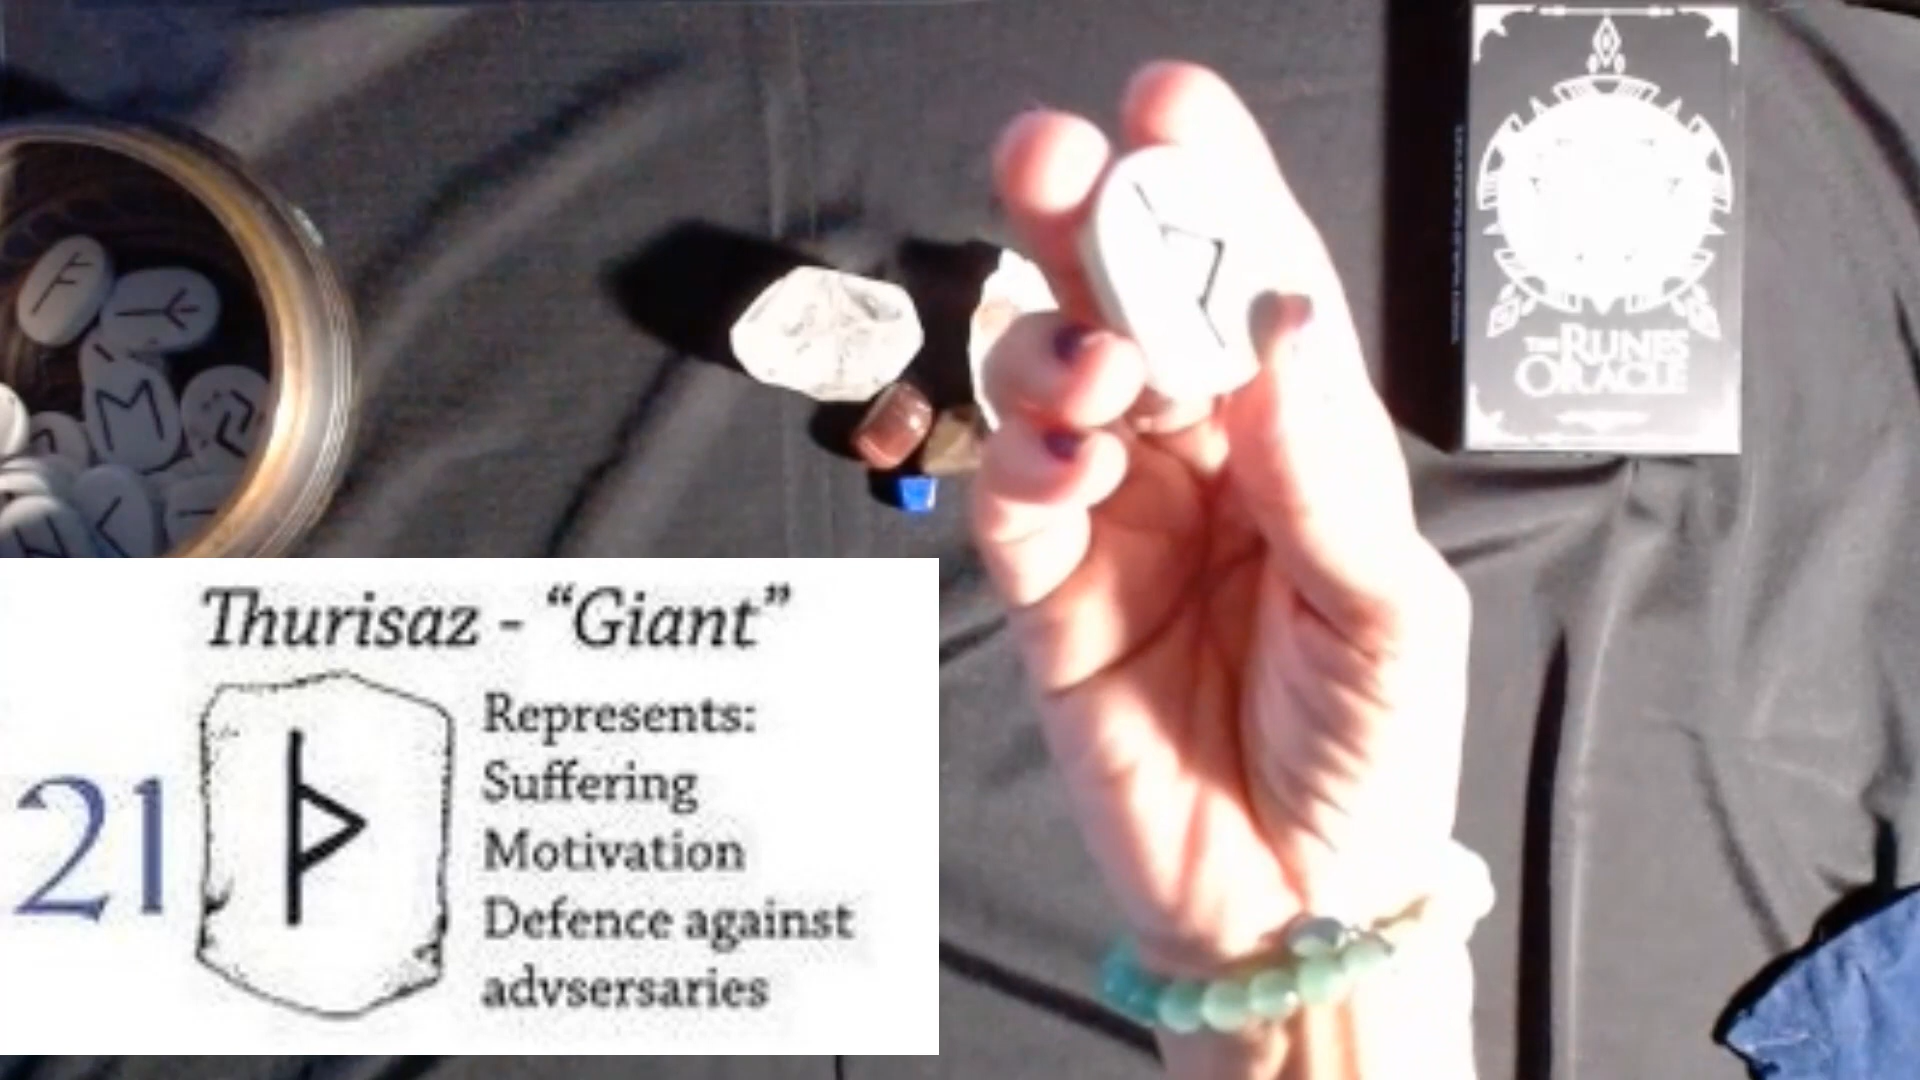 THE RUNES
ORACLE
Thurisaz - “Giant”
21
ᚦ
Represents:
Suffering
Motivation
Defence against
advsersaries